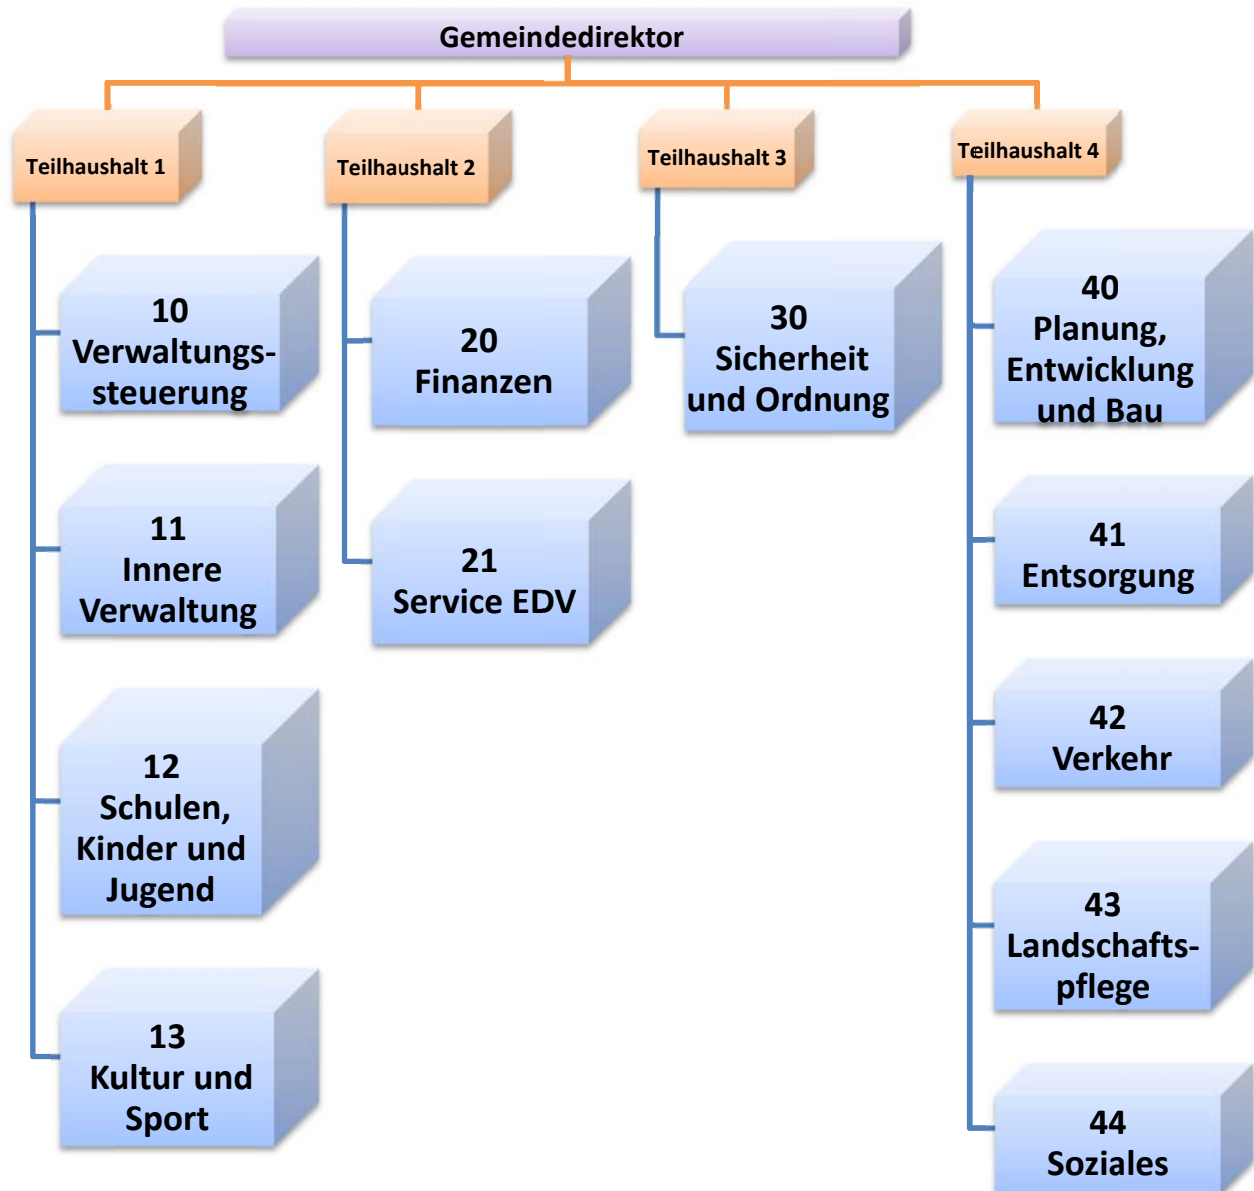 Gemeindedirektor
Teilhaushalt 1
Teilhaushalt 2
Teilhaushalt 3
Teilhaushalt 4
10
Verwaltungs-
steuerung
11
Innere
Verwaltung
12
Schulen,
Kinder und
Jugend
13
Kultur und
Sport
20
Finanzen
21
Service EDV
30
Sicherheit
und Ordnung
40
Planung,
Entwicklung
und Bau
41
Entsorgung
42
Verkehr
43
Landschafts-
pflege
44
Soziales